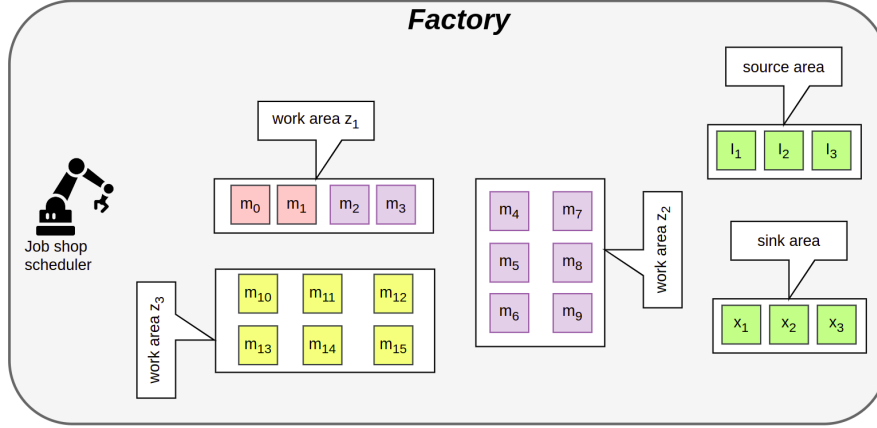 Factory
source area
I₁ I₂ I₃
work area z₁
m₀ m₁ m₂ m₃
m₄ m₇
m₅ m₈
m₆ m₉
work area z₂
Job shop
scheduler
sink area
x₁ x₂ x₃
work area z₃
m₁₀ m₁₁ m₁₂
m₁₃ m₁₄ m₁₅